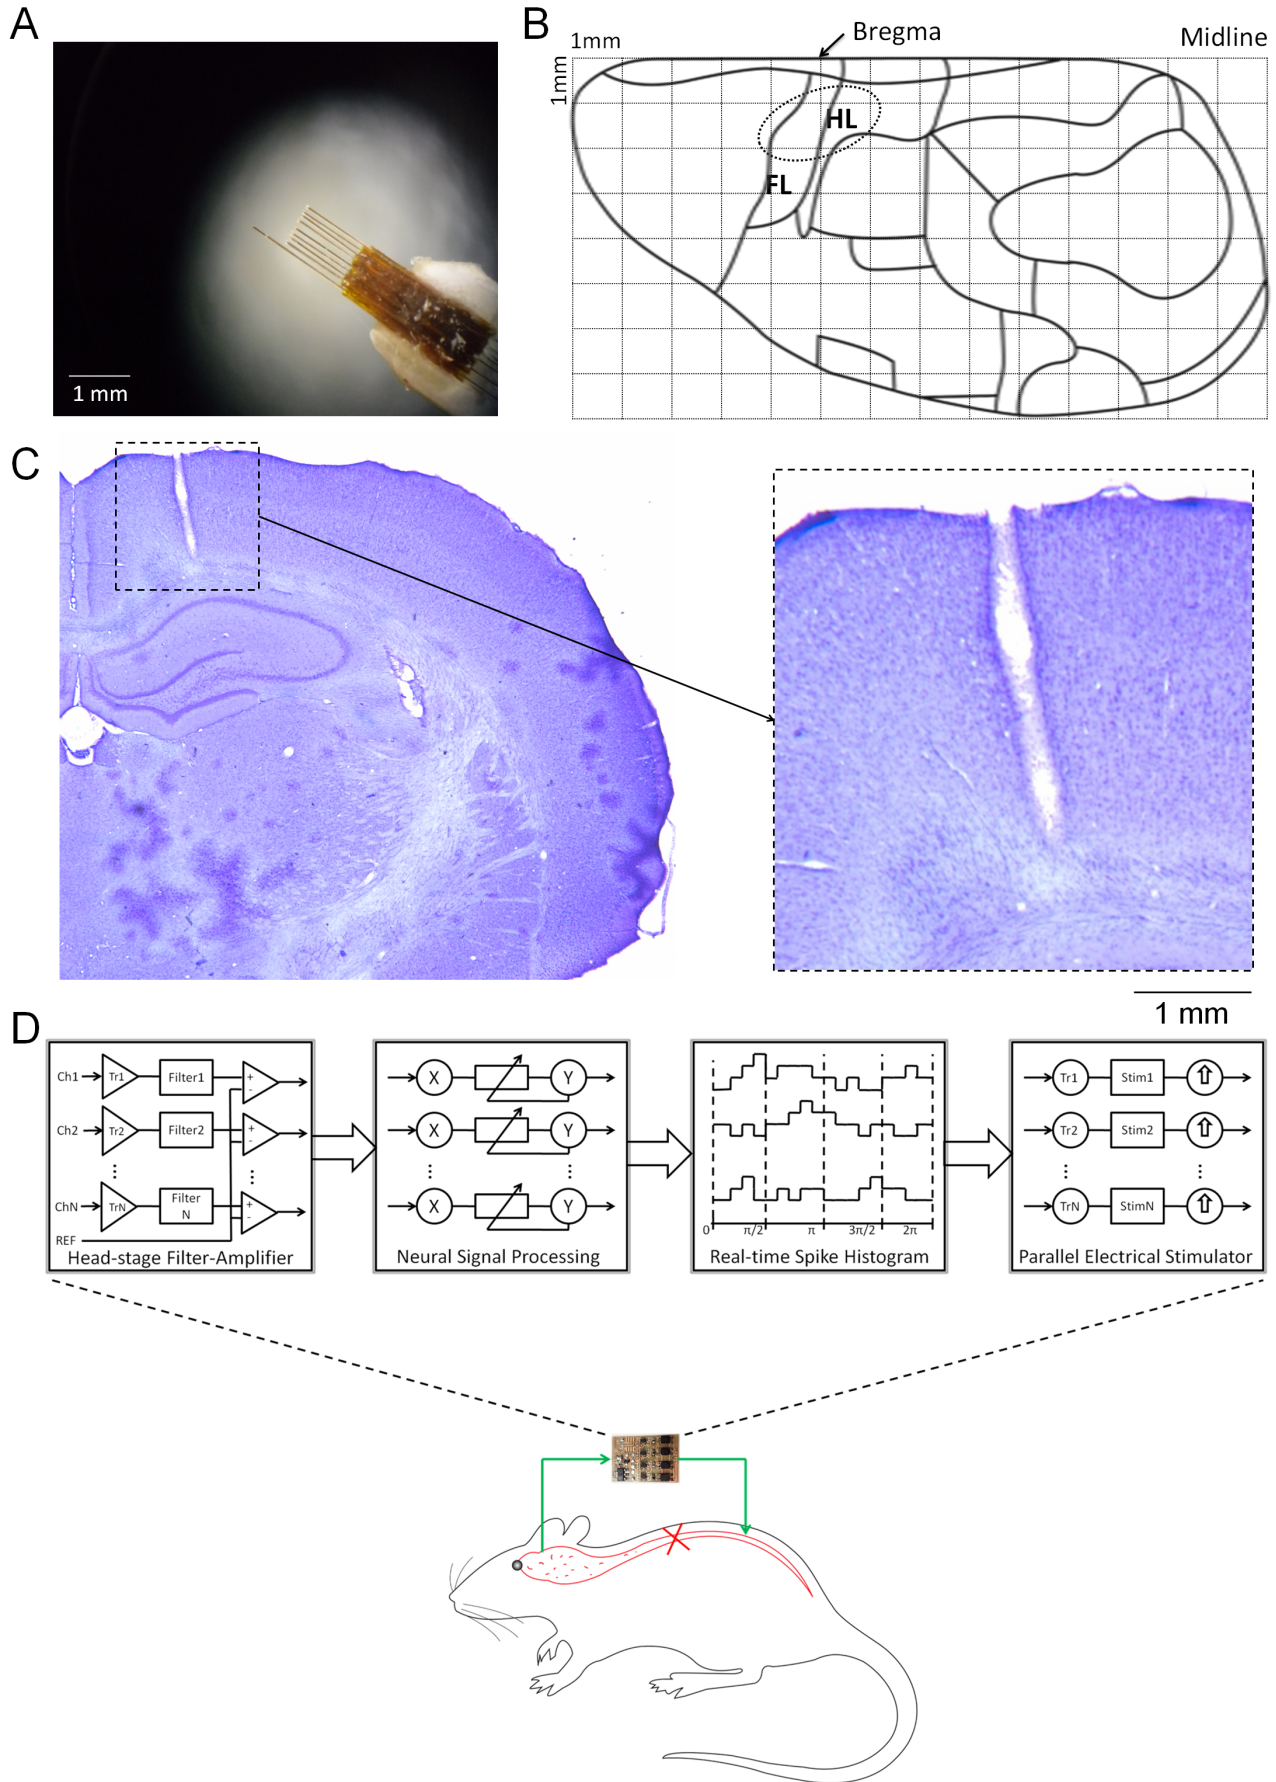 A
1 mm
B
1mm
1mm
Bregma
Midline
HL
FL
C
1 mm
D
Ch1
Tr1
Filter1
+
-
Ch2
Tr2
Filter2
+
-
ChN
TrN
Filter
N
+
-
REF
Head-stage Filter-Amplifier
X
Y
X
Y
X
Y
Neural Signal Processing
0
π/2
π
3π/2
2π
Real-time Spike Histogram
Tr1
Stim1
Tr2
Stim2
TrN
StimN
Parallel Electrical Stimulator